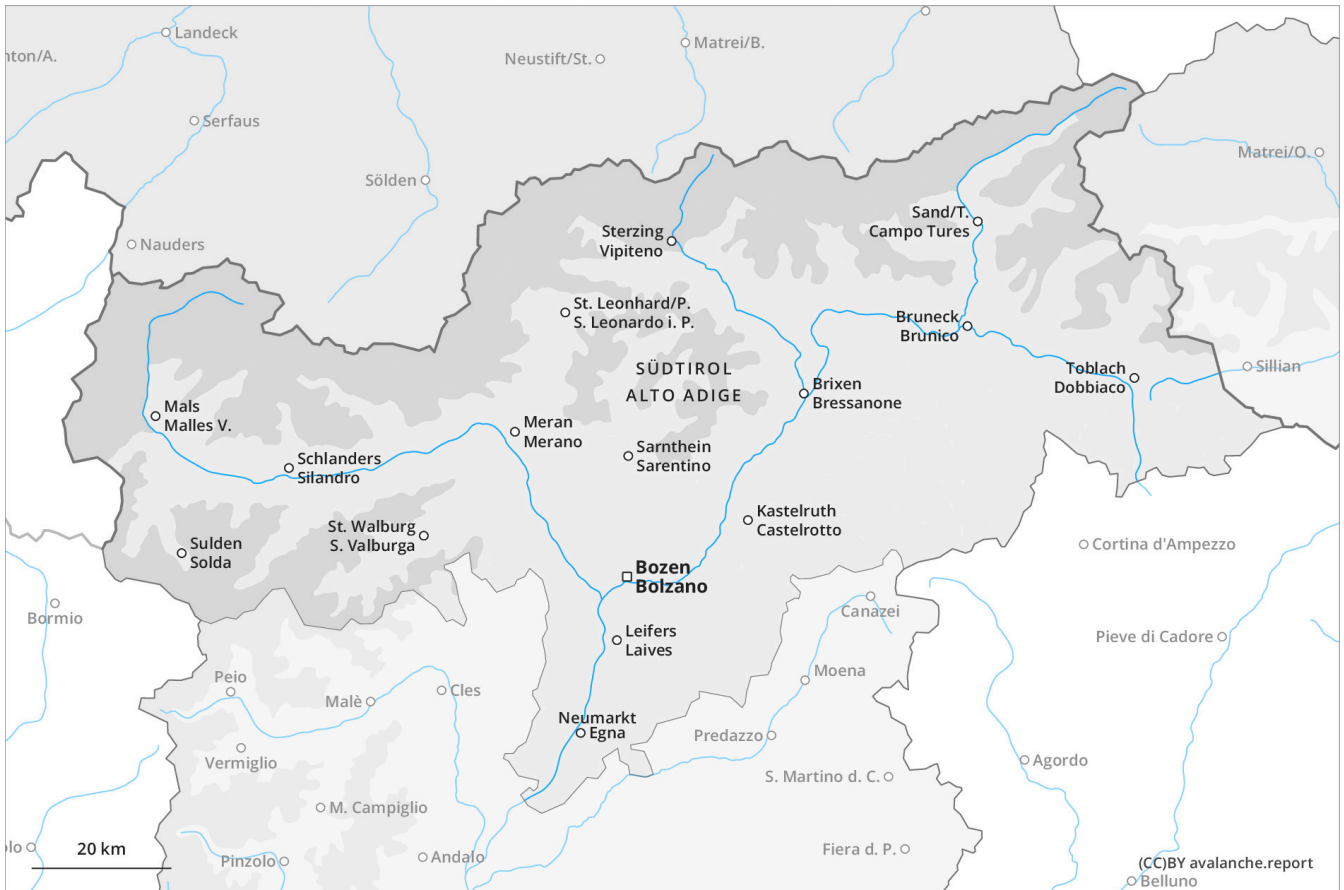 Landeck
nton/A.
Neustift/St.
Matrei/B.
Serfaus
Matrei/O.
Sölden
Nauders
Sand/T.
Campo Tures
Sterzing
Vipiteno
St. Leonhard/P.
S. Leonardo i. P.
Bruneck
Brunico
SÜDTIROL
ALTO ADIGE
Toblach
Dobbiaco
Sillian
Brixen
Bressanone
Mals
Malles V.
Meran
Merano
Schlanders
Silandro
Sarnthein
Sarentino
St. Walburg
S. Valburga
Kastelruth
Castelrotto
Sulden
Solda
Cortina d'Ampezzo
Bozen
Bolzano
Bormio
Canazei
Leifers
Laives
Pieve di Cadore
Peio
Moena
Malè
Cles
Neumarkt
Egna
Predazzo
Vermiglio
Agordo
S. Martino d. C.
M. Campiglio
lo
20 km
Pinzolo
Andalo
Fiera d. P.
(CC)BY avalanche.report
Belluno